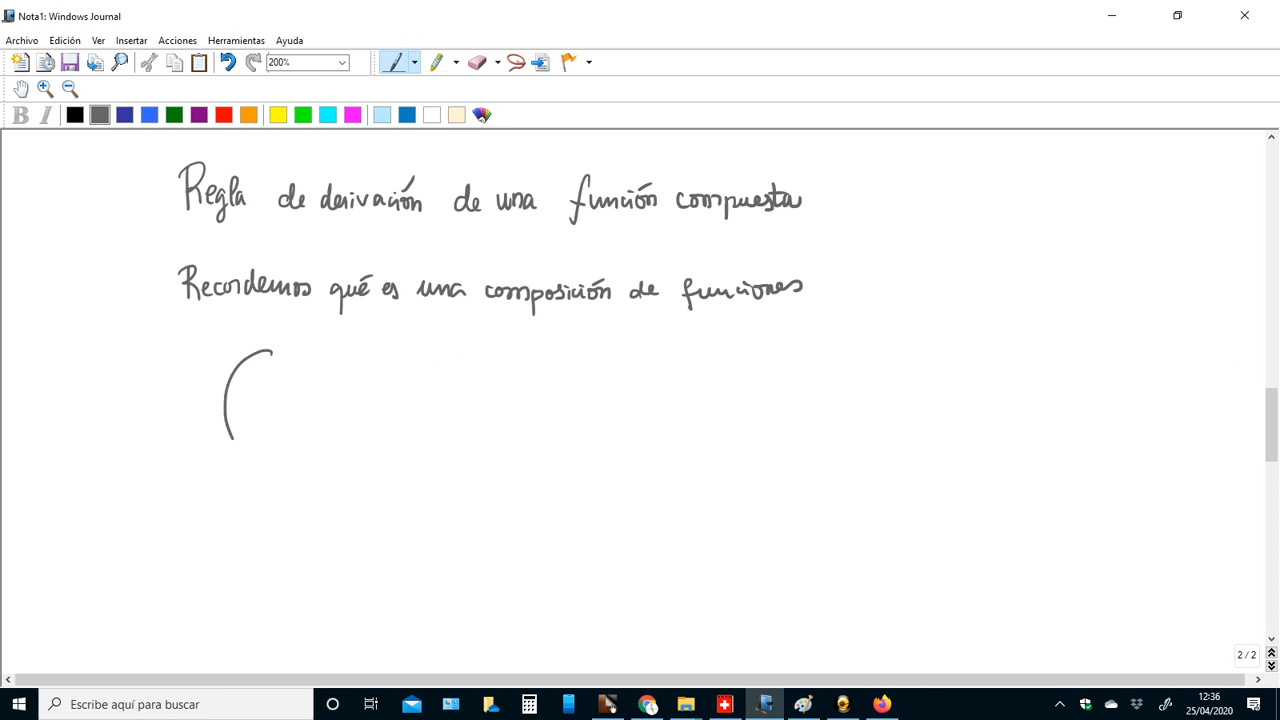 Nota1: Windows Journal
Archivo Edición Ver Insertar Acciones Herramientas Ayuda
200%
B I
Regla de derivación de una función compuesta
Recordemos qué es una composición de funciones
2 / 2
Escribe aquí para buscar
12:36
25/04/2020